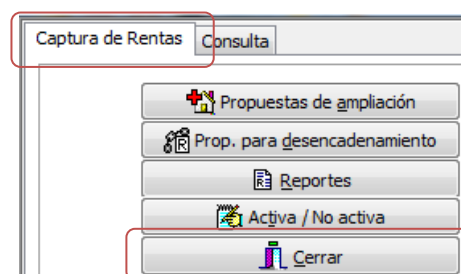 Captura de Rentas Consulta
Propuestas de ampliación
Prop. para desencadenamiento
Reportes
Activa / No activa
Cerrar